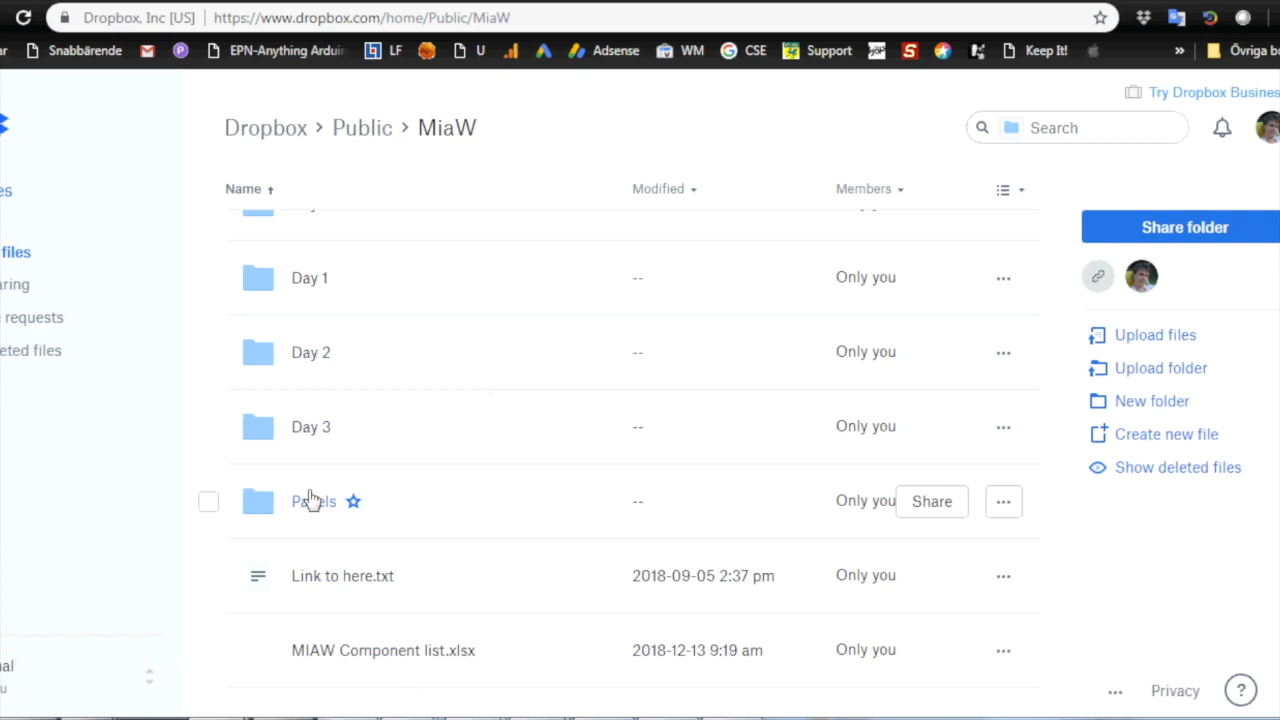 Dropbox, Inc [US] | https://www.dropbox.com/home/Public/MiaW
ar Snabbärende EPN-Anything Arduin LF U Adsense WM CSE Support Keep It! » Övriga bo
Try Dropbox Busines
Dropbox › Public › MiaW
Search
Name Modified Members
es
files
aring
requests
eted files
Share folder
Day 1 -- Only you ...
Day 2 -- Only you ...
Day 3 -- Only you ...
Panels -- Only you Share ...
Link to here.txt 2018-09-05 2:37 pm Only you ...
MIAW Component list.xlsx 2018-12-13 9:19 am Only you ...
Upload files
Upload folder
New folder
Create new file
Show deleted files
nal
u
... Privacy ?